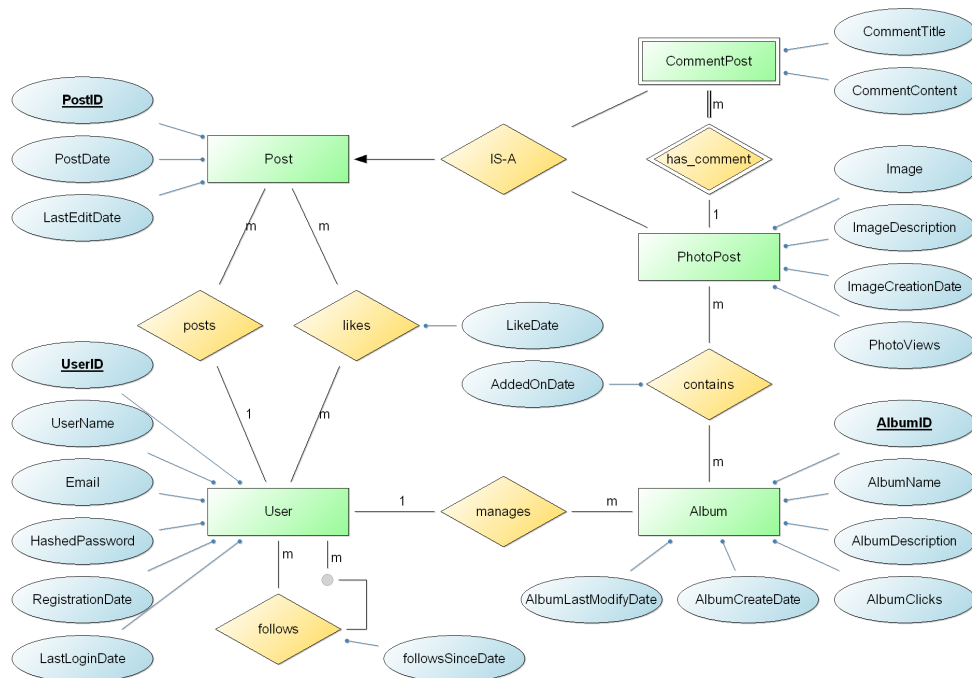 CommentTitle
CommentPost
CommentContent
PostID
m
PostDate
Post
IS-A
has_comment
Image
LastEditDate
1
ImageDescription
m
m
PhotoPost
ImageCreationDate
m
posts
likes
LikeDate
PhotoViews
UserID
AddedOnDate
contains
UserName
1
m
AlbumID
m
Email
AlbumName
User
1
manages
m
Album
HashedPassword
AlbumDescription
m
m
RegistrationDate
AlbumLastModifyDate
AlbumCreateDate
AlbumClicks
follows
LastLoginDate
followsSinceDate